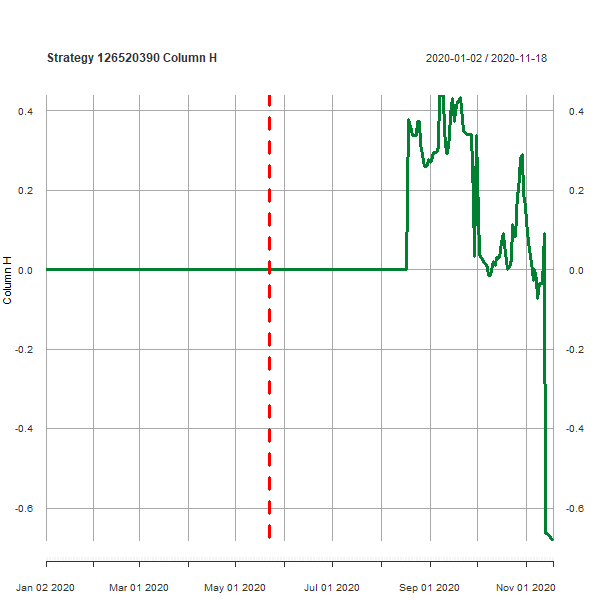 Strategy 126520390 Column H
2020-01-02 / 2020-11-18
0.4
0.4
0.2
0.2
0.0
0.0
Column H
-0.2
-0.2
-0.4
-0.4
-0.6
-0.6
Jan 02 2020
Mar 01 2020
May 01 2020
Jul 01 2020
Sep 01 2020
Nov 01 2020